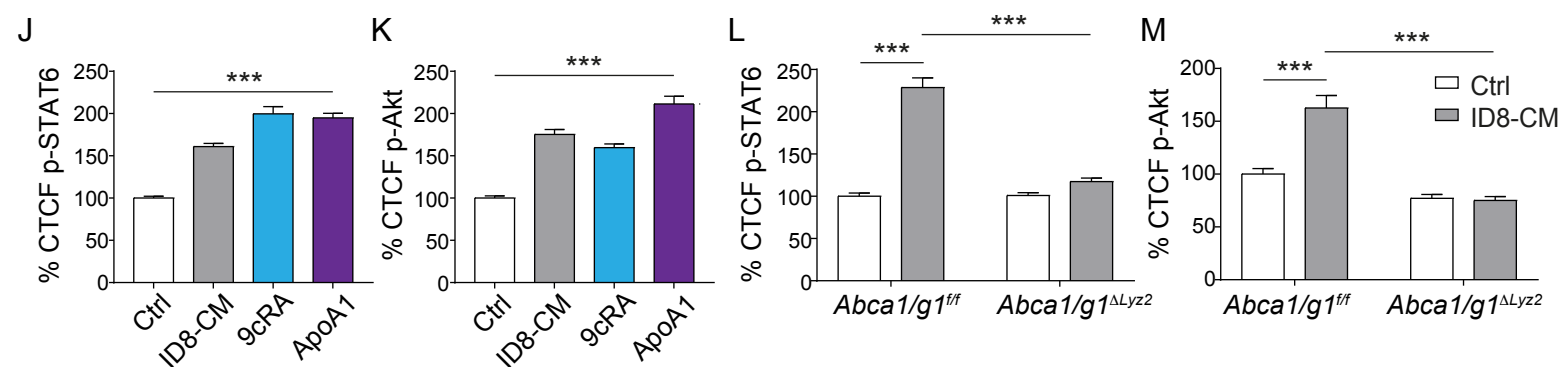 J
% CTCF p-STAT6
250
200
150
100
50
0
***
Ctrl
ID8-CM
9cRA
ApoA1
K
% CTCF p-Akt
250
200
150
100
50
0
***
Ctrl
ID8-CM
9cRA
ApoA1
L
% CTCF p-STAT6
250
200
150
100
50
0
***
***
Abca1/g1f/f
Abca1/g1ΔLyz2
M
% CTCF p-Akt
200
150
100
50
0
***
***
Ctrl
ID8-CM
Abca1/g1f/f
Abca1/g1ΔLyz2